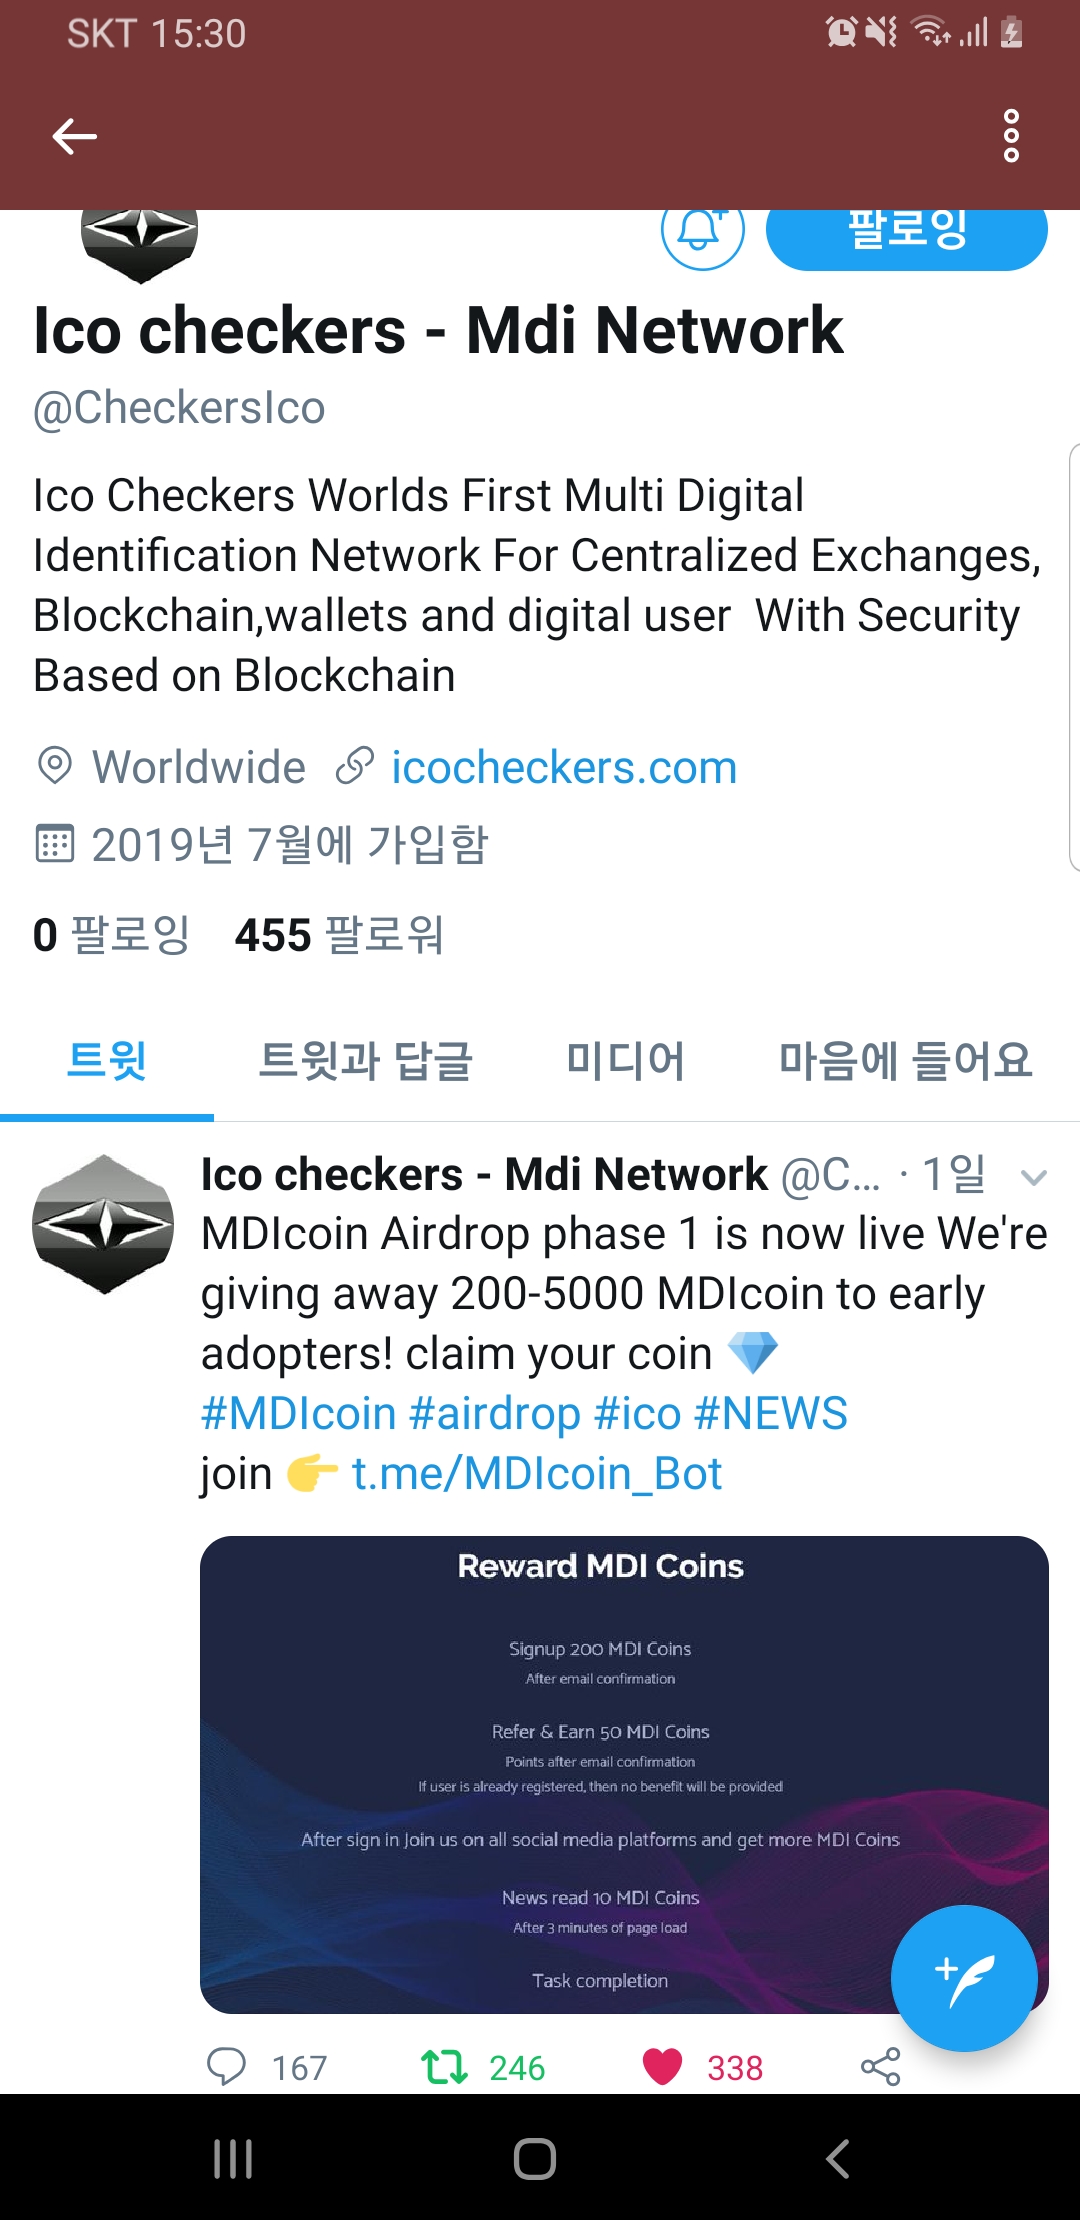 SKT 15:30
팔로잉
Ico checkers - Mdi Network
@CheckersIco
Ico Checkers Worlds First Multi Digital
Identification Network For Centralized Exchanges,
Blockchain,wallets and digital user  With Security
Based on Blockchain
Worldwide icocheckers.com
2019년 7월에 가입함
0 팔로잉 455 팔로워
트윗 트윗과 답글 미디어 마음에 들어요
Ico checkers - Mdi Network @C... · 1일
MDIcoin Airdrop phase 1 is now live We're
giving away 200-5000 MDIcoin to early
adopters! claim your coin 💎
#MDIcoin #airdrop #ico #NEWS
join 👉 t.me/MDIcoin_Bot
Reward MDI Coins
Signup 200 MDI Coins
After email confirmation
Refer & Earn 50 MDI Coins
Points after email confirmation
If user is already registered, then no benefit will be provided
After sign in Join us on all social media platforms and get more MDI Coins
News read 10 MDI Coins
After 3 minutes of page load
Task completion
167 246 338